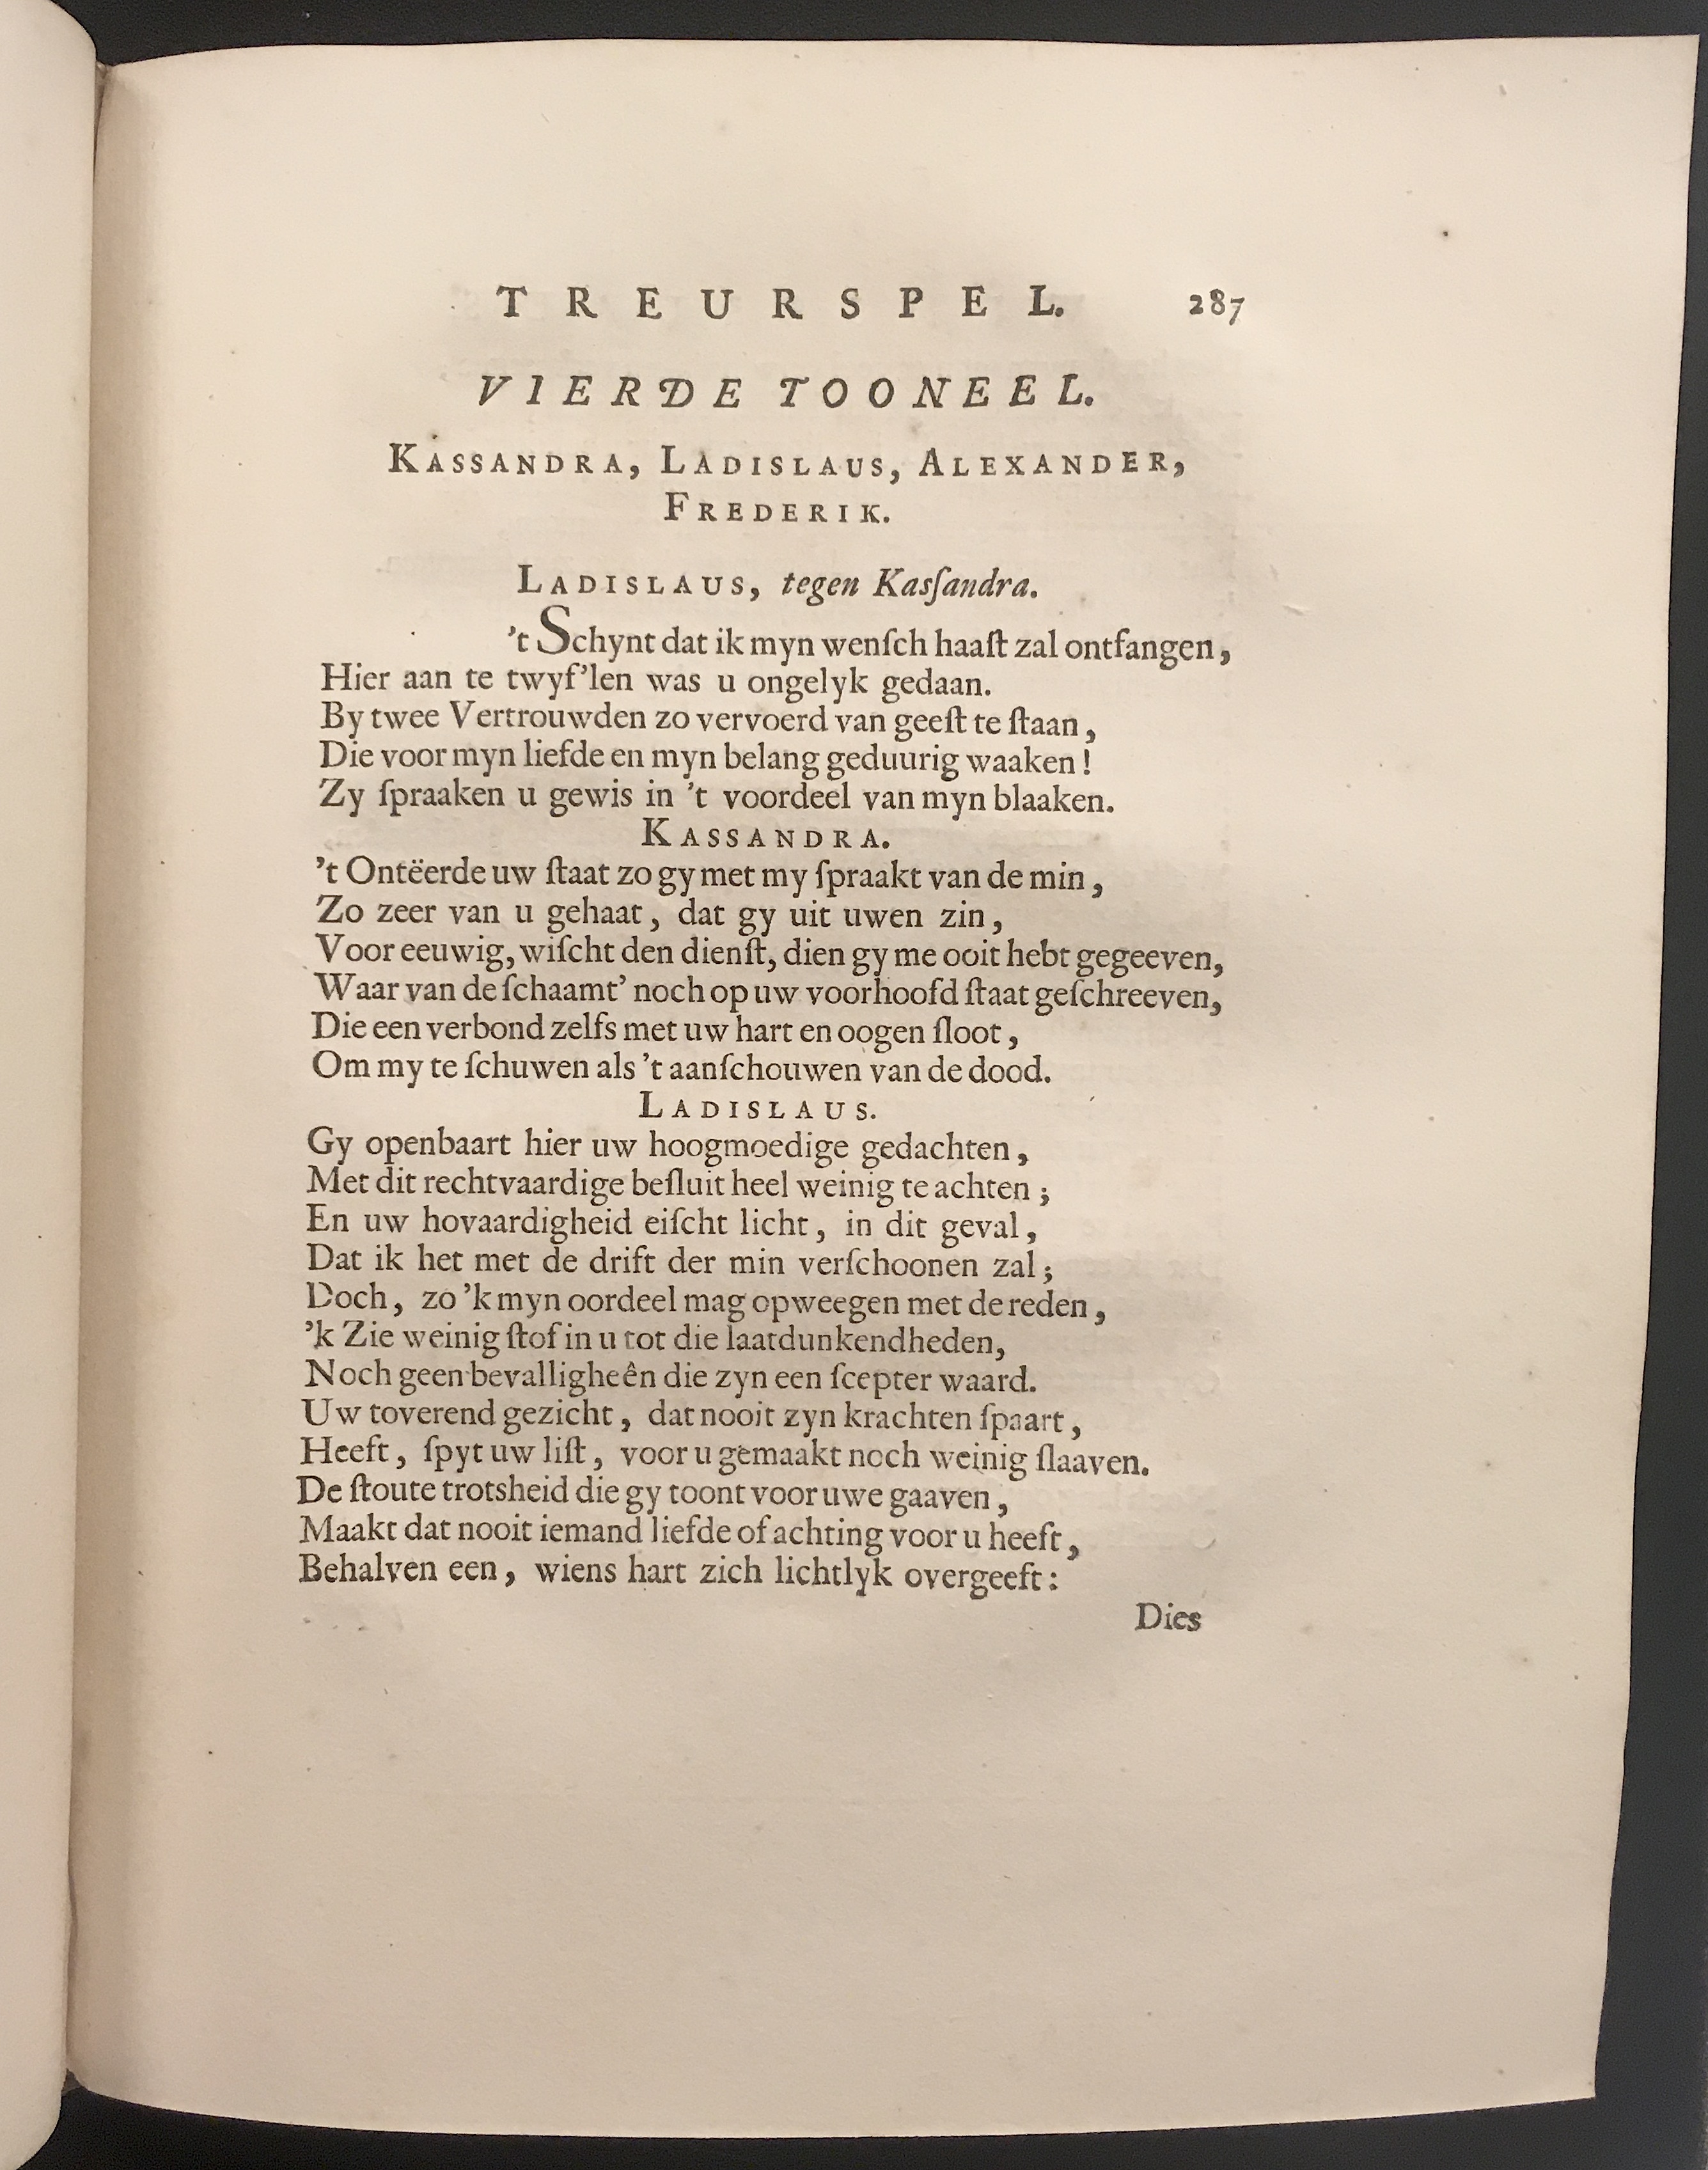 TREURSPEL. 287
VIERDE TOONEEL.
KASSANDRA, LADISLAUS, ALEXANDER,
FREDERIK.
LADISLAUS, tegen Kasſandra.
't Schynt dat ik myn wenſch haaſt zal ontfangen,
Hier aan te twyf'len was u ongelyk gedaan.
By twee Vertrouwden zo vervoerd van geeſt te ſtaan,
Die voor myn liefde en myn belang geduurig waaken!
Zy ſpraaken u gewis in 't voordeel van myn blaaken.
KASSANDRA.
't Ontëerde uw ſtaat zo gy met my ſpraakt van de min,
Zo zeer van u gehaat, dat gy uit uwen zin,
Voor eeuwig, wiſcht den dienſt, dien gy me ooit hebt gegeeven,
Waar van de ſchaamt' noch op uw voorhoofd ſtaat geſchreeven,
Die een verbond zelfs met uw hart en oogen ſloot,
Om my te ſchuwen als 't aanſchouwen van de dood.
LADISLAUS.
Gy openbaart hier uw hoogmoedige gedachten,
Met dit rechtvaardige beſluit heel weinig te achten;
En uw hovaardigheid eiſcht licht, in dit geval,
Dat ik het met de drift der min verſchoonen zal;
Doch, zo 'k myn oordeel mag opweegen met de reden,
'k Zie weinig ſtof in u tot die laatdunkendheden,
Noch geen bevalligheên die zyn een ſcepter waard.
Uw toverend gezicht, dat nooit zyn krachten ſpaart,
Heeft, ſpyt uw liſt, voor u gemaakt noch weinig ſlaaven.
De ſtoute trotsheid die gy toont voor uwe gaaven,
Maakt dat nooit iemand liefde of achting voor u heeft,
Behalven een, wiens hart zich lichtlyk overgeeft:
Dies